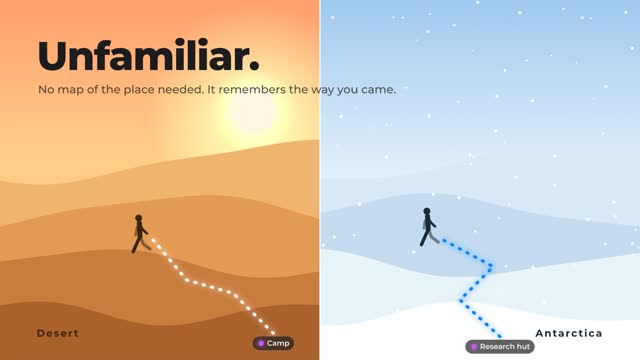 Unfamiliar.
No map of the place needed. It remembers the way you came.
Desert
Camp
Antarctica
Research hut